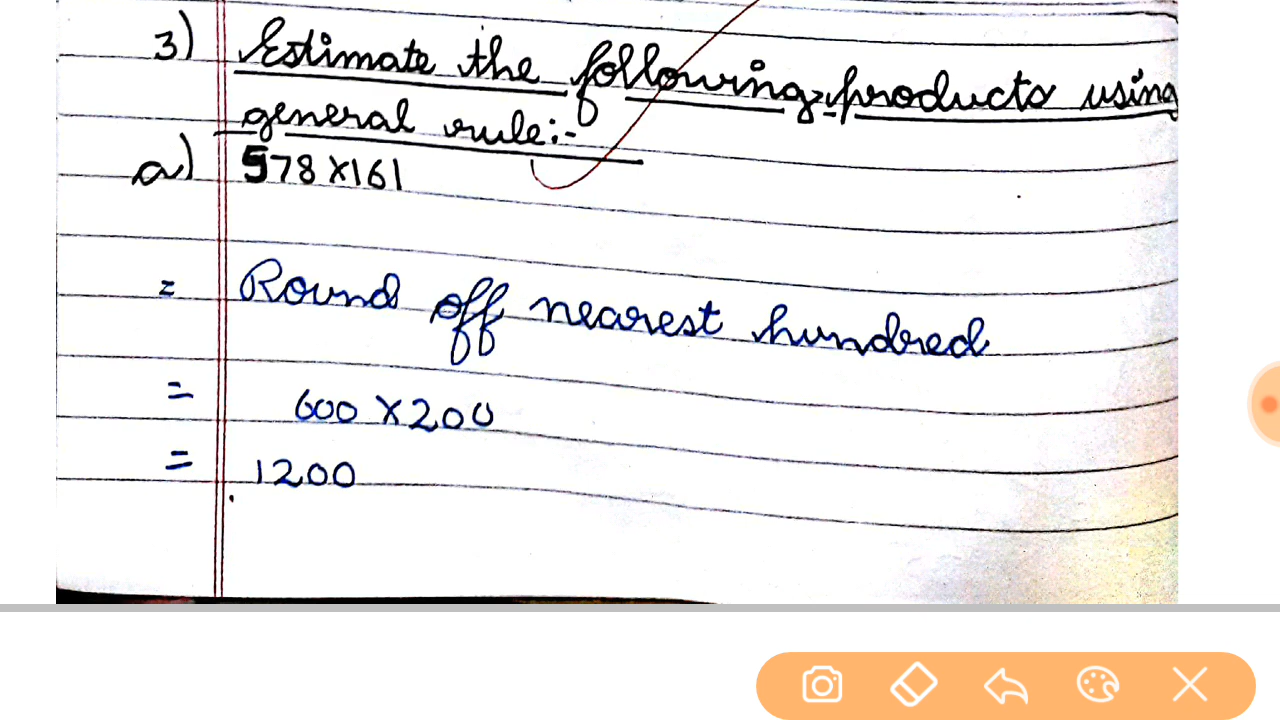 3) Estimate the following products using
general rule:-
a) 578×161
= Round off nearest hundred
= 600 × 200
= 1200